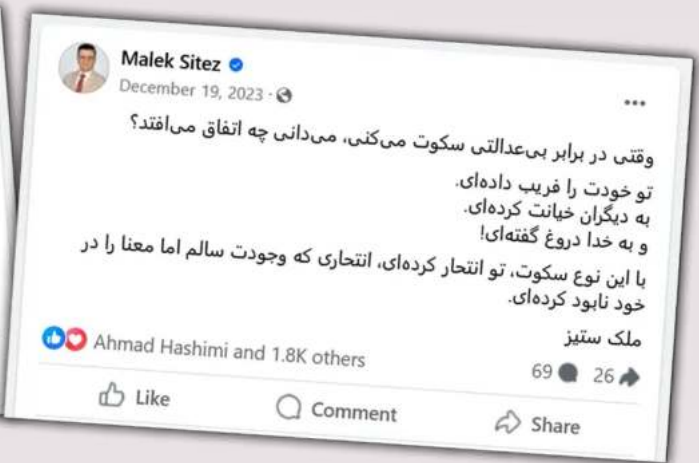 Malek Sitez
December 19, 2023
وقتی در برابر بی‌عدالتی سکوت می‌کنی، می‌دانی چه اتفاق می‌افتد؟
تو خودت را فریب داده‌ای.
به دیگران خیانت کرده‌ای.
و به خدا دروغ گفته‌ای!
با این نوع سکوت، تو انتحار کرده‌ای، انتحاری که وجودت سالم اما معنا را در
خود نابود کرده‌ای.
ملک ستیز
Ahmad Hashimi and 1.8K others
69 26
Like Comment Share